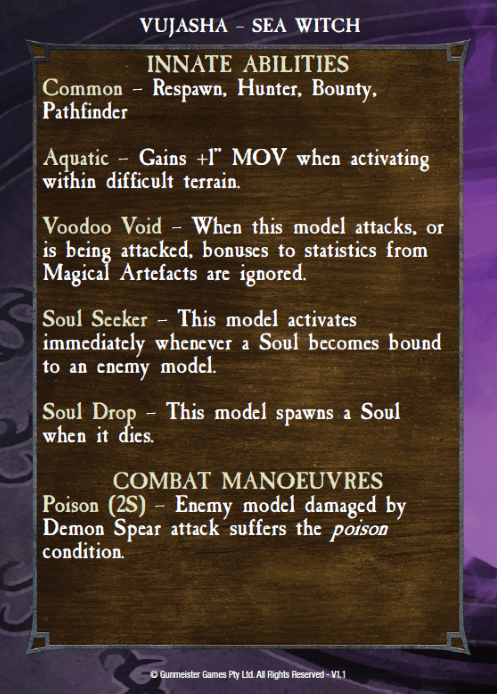 VUJASHA – SEA WITCH
INNATE ABILITIES
Common – Respawn, Hunter, Bounty,
Pathfinder
Aquatic – Gains +1" MOV when activating
within difficult terrain.
Voodoo Void – When this model attacks, or
is being attacked, bonuses to statistics from
Magical Artefacts are ignored.
Soul Seeker – This model activates
immediately whenever a Soul becomes bound
to an enemy model.
Soul Drop – This model spawns a Soul
when it dies.
COMBAT MANOEUVRES
Poison (2S) – Enemy model damaged by
Demon Spear attack suffers the poison
condition.
© Gunmeister Games Pty Ltd. All Rights Reserved - V1.1